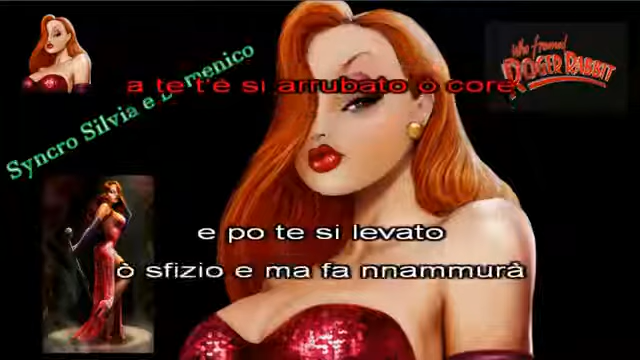 who framed
ROGER RABBIT
Syncro Silvia e Domenico
a te t'è si arrubato ò core
e po te si levato
ò sfizio e ma fa nnammurà